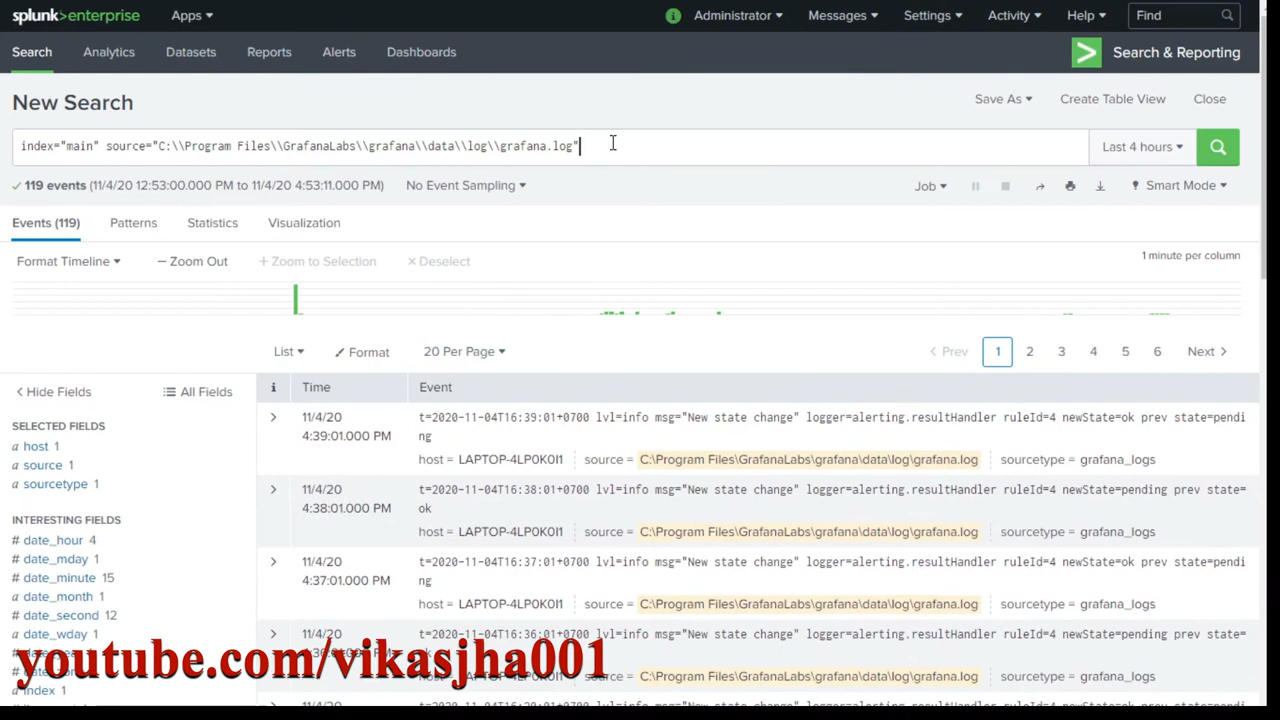 splunk>enterprise Apps ▾ i Administrator ▾ Messages ▾ Settings ▾ Activity ▾ Help ▾ Find
Search Analytics Datasets Reports Alerts Dashboards > Search & Reporting
New Search Save As ▾ Create Table View Close
index="main" source="C:\\Program Files\\GrafanaLabs\\grafana\\data\\log\\grafana.log" Last 4 hours ▾
✓ 119 events (11/4/20 12:53:00.000 PM to 11/4/20 4:53:11.000 PM) No Event Sampling ▾ Job ▾ Smart Mode ▾
Events (119) Patterns Statistics Visualization
Format Timeline ▾ — Zoom Out + Zoom to Selection × Deselect 1 minute per column
List ▾ Format 20 Per Page ▾ < Prev 1 2 3 4 5 6 Next >
< Hide Fields All Fields i Time Event
SELECTED FIELDS
a host 1
a source 1
a sourcetype 1
INTERESTING FIELDS
# date_hour 4
# date_mday 1
# date_minute 15
a date_month 1
# date_second 12
a date_wday 1
index 1
> 11/4/20 4:39:01.000 PM t=2020-11-04T16:39:01+0700 lvl=info msg="New state change" logger=alerting.resultHandler ruleId=4 newState=ok prev state=pendi
ng
host = LAPTOP-4LP0K0I1 source = C:\Program Files\GrafanaLabs\grafana\data\log\grafana.log sourcetype = grafana_logs
> 11/4/20 4:38:01.000 PM t=2020-11-04T16:38:01+0700 lvl=info msg="New state change" logger=alerting.resultHandler ruleId=4 newState=pending prev state=
ok
host = LAPTOP-4LP0K0I1 source = C:\Program Files\GrafanaLabs\grafana\data\log\grafana.log sourcetype = grafana_logs
> 11/4/20 4:37:01.000 PM t=2020-11-04T16:37:01+0700 lvl=info msg="New state change" logger=alerting.resultHandler ruleId=4 newState=ok prev state=pendi
ng
host = LAPTOP-4LP0K0I1 source = C:\Program Files\GrafanaLabs\grafana\data\log\grafana.log sourcetype = grafana_logs
> 11/4/20 t=2020-11-04T16:36:01+0700 lvl=info msg="New state change" logger=alerting.resultHandler ruleId=4 newState=pending prev state=
source = C:\Program Files\GrafanaLabs\grafana\data\log\grafana.log sourcetype = grafana_logs
youtube.com/vikasjha001